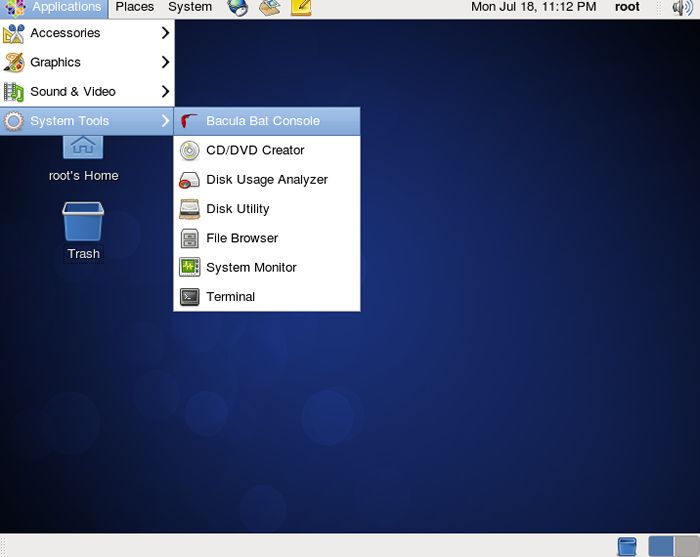 Applications Places System Mon Jul 18, 11:12 PM root
Accessories
Graphics
Sound & Video
System Tools
Bacula Bat Console
CD/DVD Creator
Disk Usage Analyzer
Disk Utility
File Browser
System Monitor
Terminal
root's Home
Trash